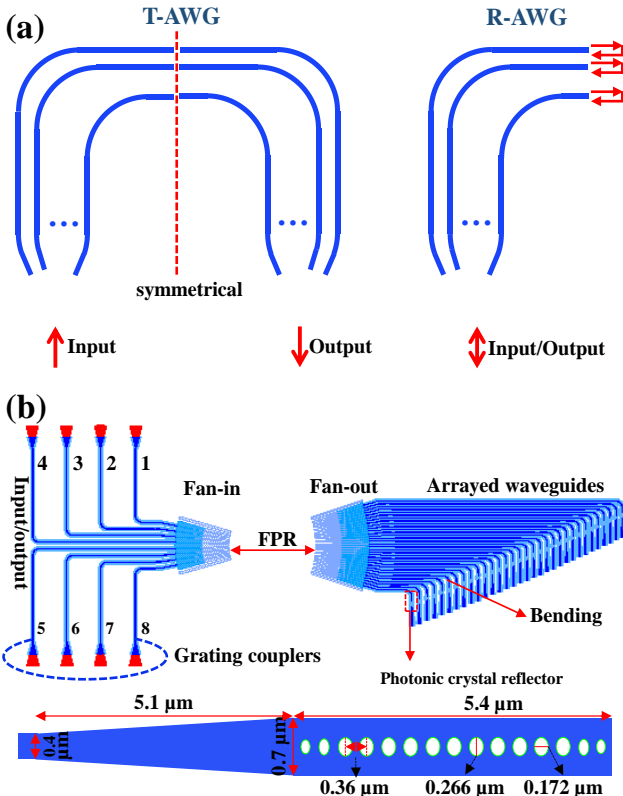 (a)
T-AWG
R-AWG
symmetrical
Input
Output
Input/Output
(b)
4 3 2 1
Input/output
Fan-in
Fan-out
Arrayed waveguides
FPR
Bending
5 6 7 8
Grating couplers
Photonic crystal reflector
5.1 μm
5.4 μm
0.4 μm
0.7 μm
0.36 μm
0.266 μm
0.172 μm